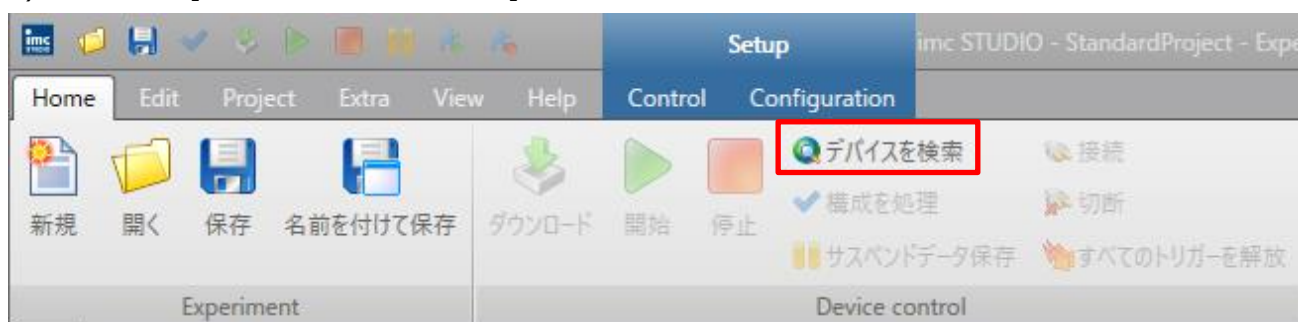 imc
STUDIO
Setup
imc STUDIO - StandardProject - Expe
Home Edit Project Extra View Help Control Configuration
デバイスを検索 接続
構成を処理 切断
新規 開く 保存 名前を付けて保存 ダウンロード 開始 停止
サスペンドデータ保存 すべてのトリガーを解放
Experiment Device control